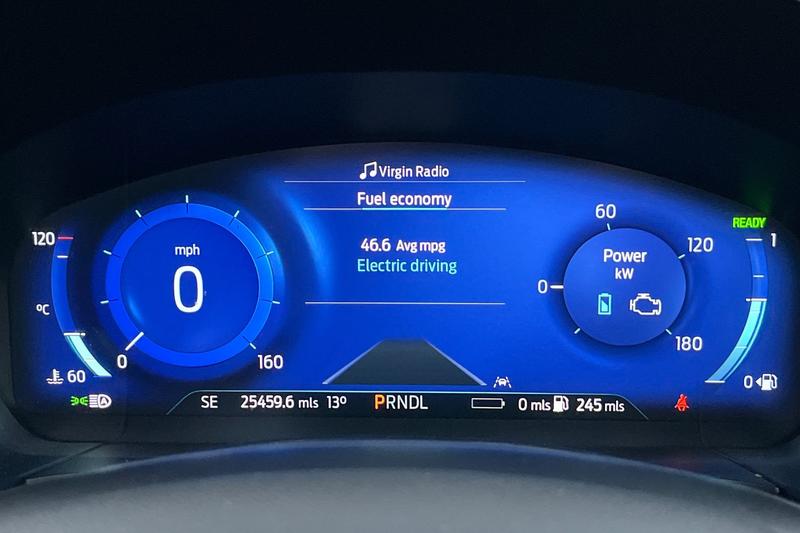 Virgin Radio
Fuel economy
46.6 Avg mpg
Electric driving
120
°C
60
mph
0
0
160
60
120
180
0
Power
kW
READY
1
0
A
SE 25459.6 mls 13° PRNDL 0 mls 245 mls